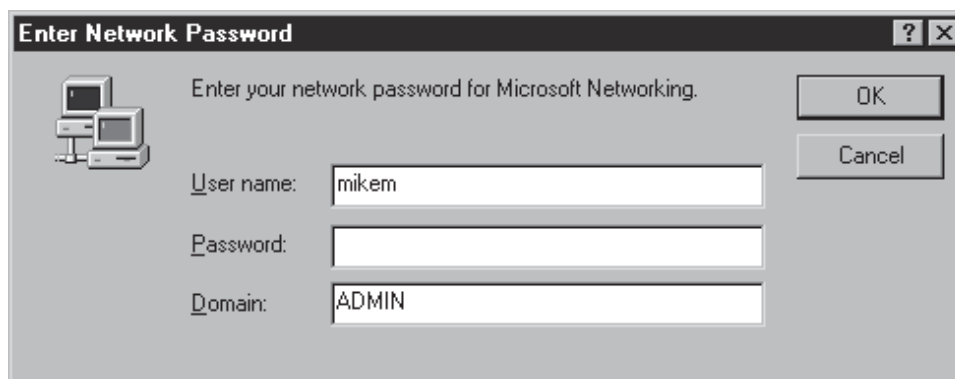 Enter Network Password
Enter your network password for Microsoft Networking.
OK
Cancel
User name: mikem
Password:
Domain: ADMIN